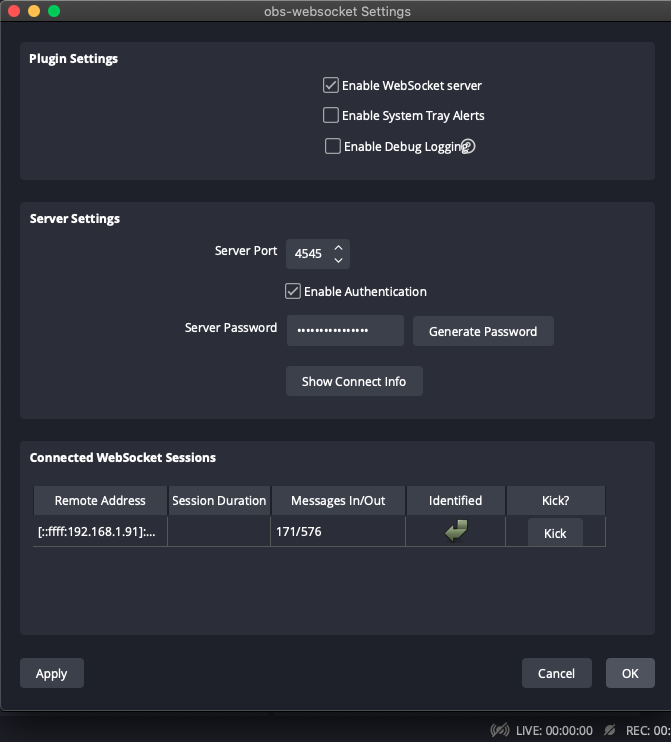 obs-websocket Settings
Plugin Settings
Enable WebSocket server
Enable System Tray Alerts
Enable Debug Logging
Server Settings
Server Port 4545
Enable Authentication
Server Password •••••••••••••••• Generate Password
Show Connect Info
Connected WebSocket Sessions
Remote Address Session Duration Messages In/Out Identified Kick?
[::ffff:192.168.1.91]:... 171/576 Kick
Apply Cancel OK
LIVE: 00:00:00 REC: 00: